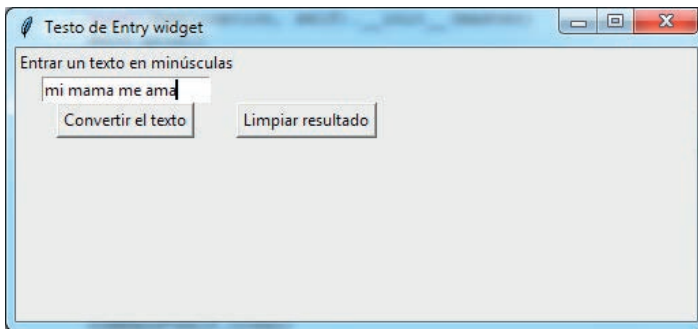 Testo de Entry widget
Entrar un texto en minúsculas
mi mama me ama
Convertir el texto Limpiar resultado